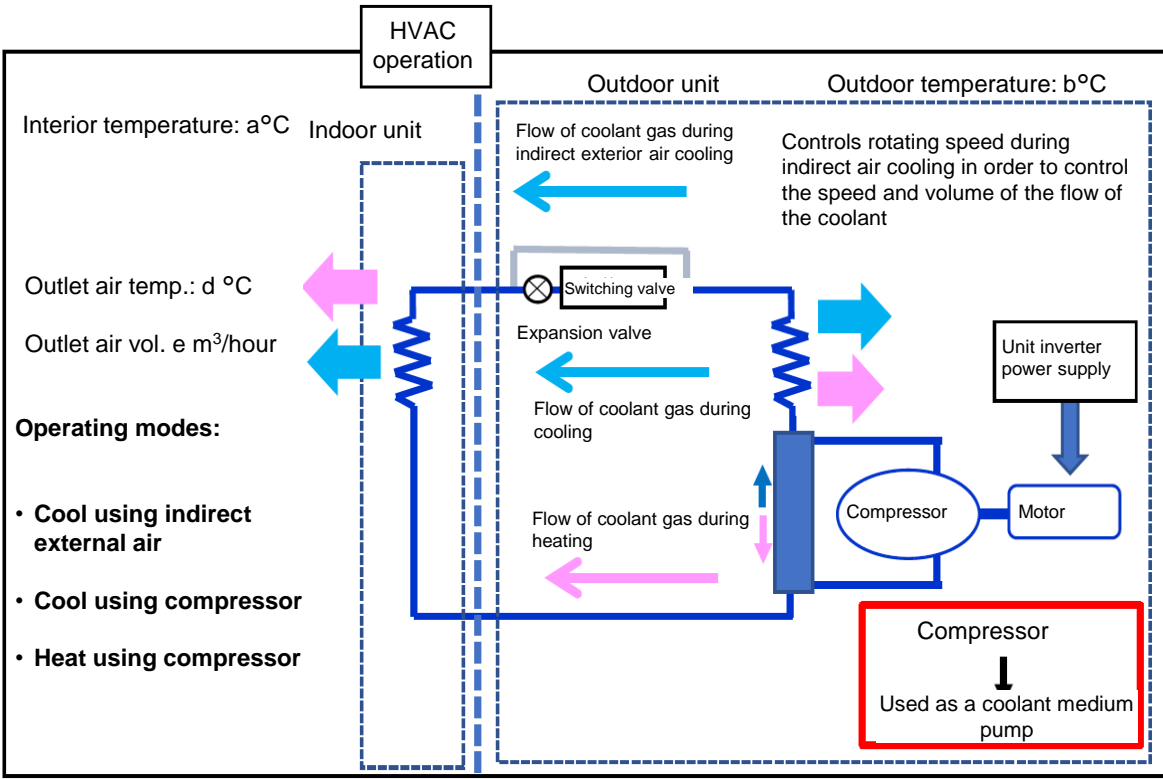 HVAC
operation
Outdoor unit
Outdoor temperature: b°C
Interior temperature: a°C
Indoor unit
Flow of coolant gas during
indirect exterior air cooling
Controls rotating speed during
indirect air cooling in order to control
the speed and volume of the flow of
the coolant
Outlet air temp.: d °C
Switching valve
Outlet air vol. e m³/hour
Expansion valve
Unit inverter
power supply
Flow of coolant gas during
cooling
Operating modes:
• Cool using indirect
external air
• Cool using compressor
• Heat using compressor
Flow of coolant gas during
heating
Compressor
Motor
Compressor
Used as a coolant medium
pump